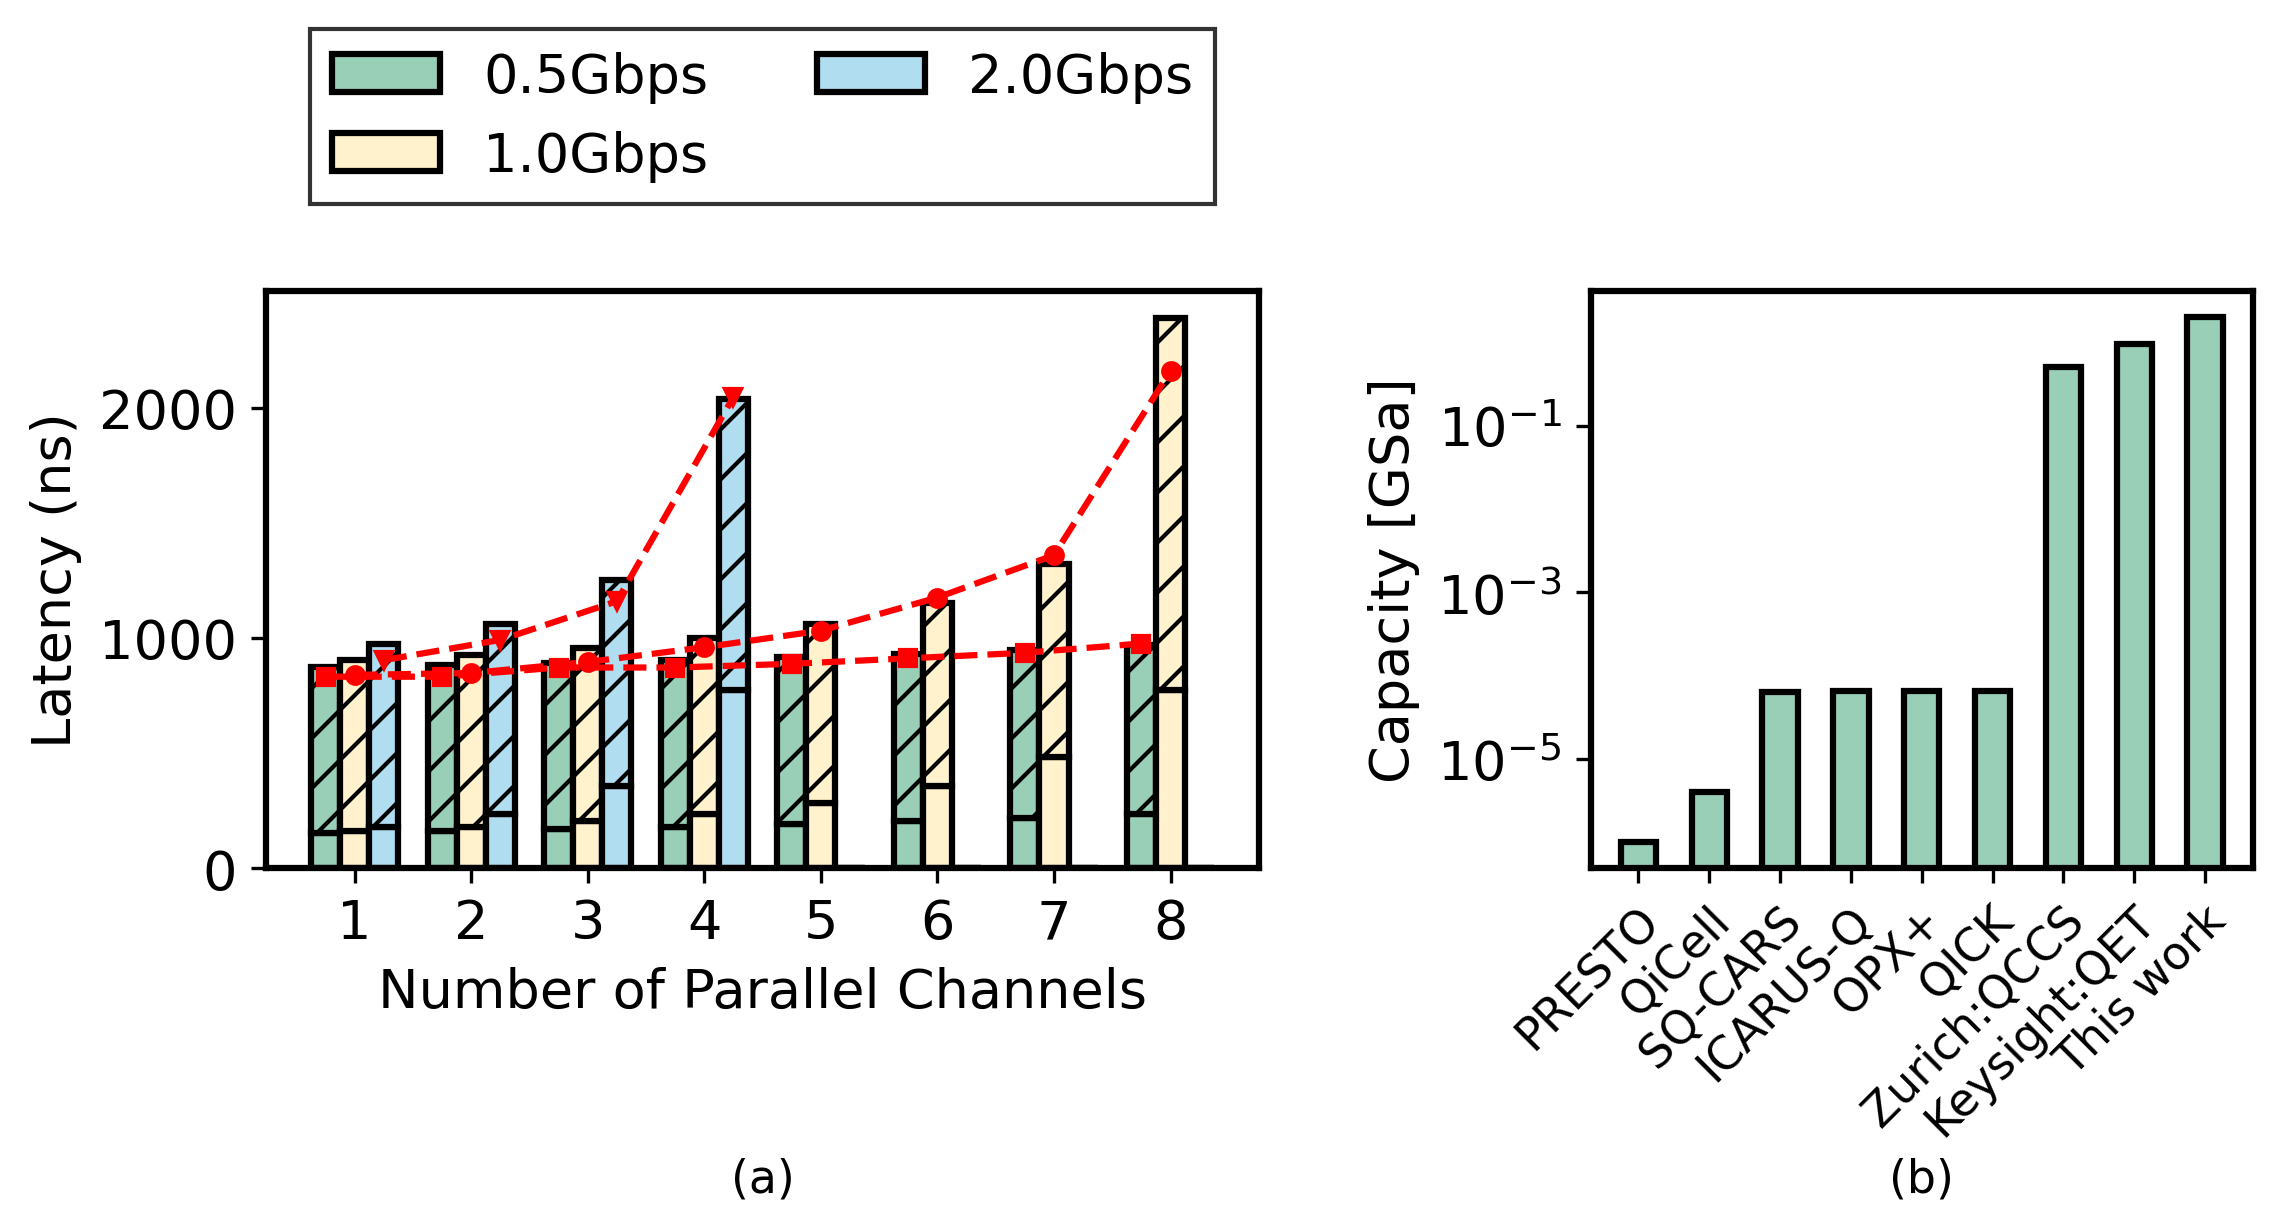 0.5Gbps
1.0Gbps
2.0Gbps
Latency (ns)
2000
1000
0
1 2 3 4 5 6 7 8
Number of Parallel Channels
(a)
Capacity [GSa]
10⁻¹
10⁻³
10⁻⁵
PRESTO
QiCell
SQ-CARS
ICARUS-Q
OPX+
QICK
Zurich:QCCS
Keysight:QET
This work
(b)